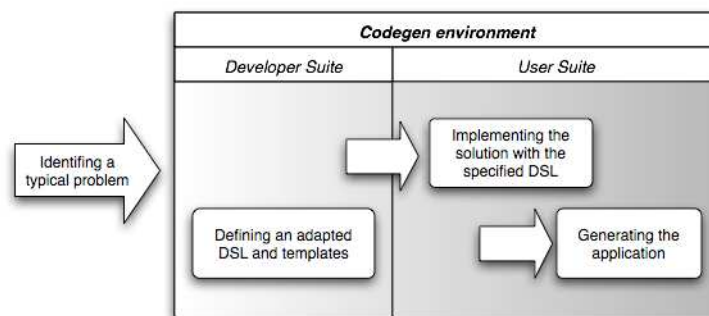 Codegen environment
Developer Suite
User Suite
Identifing a
typical problem
Implementing the
solution with the
specified DSL
Defining an adapted
DSL and templates
Generating the
application